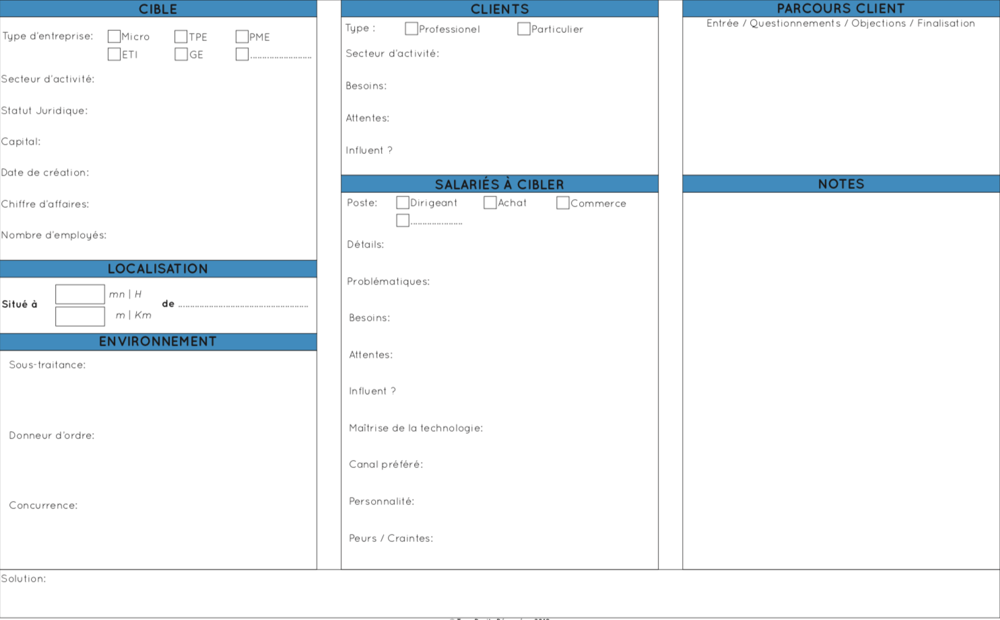 CIBLE
Type d'entreprise: Micro TPE PME
ETI GE ........................
Secteur d'activité:
Statut Juridique:
Capital:
Date de création:
Chiffre d'affaires:
Nombre d'employés:
LOCALISATION
Situé à mn | H
m | Km
de ....................................................
ENVIRONNEMENT
Sous-traitance:
Donneur d'ordre:
Concurrence:
CLIENTS
Type : Professionel Particulier
Secteur d'activité:
Besoins:
Attentes:
Influent ?
SALARIÉS À CIBLER
Poste: Dirigeant Achat Commerce
.....................
Détails:
Problématiques:
Besoins:
Attentes:
Influent ?
Maîtrise de la technologie:
Canal préféré:
Personnalité:
Peurs / Craintes:
PARCOURS CLIENT
Entrée / Questionnements / Objections / Finalisation
NOTES
Solution: